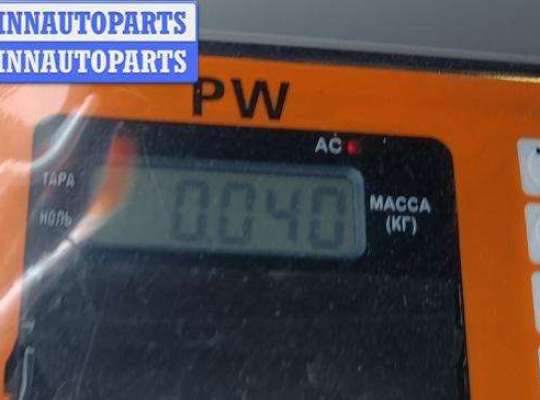 INNAUTOPARTS
INNAUTOPARTS
PW
AC
ТАРА
0040
МАССА
(КГ)
НОЛЬ